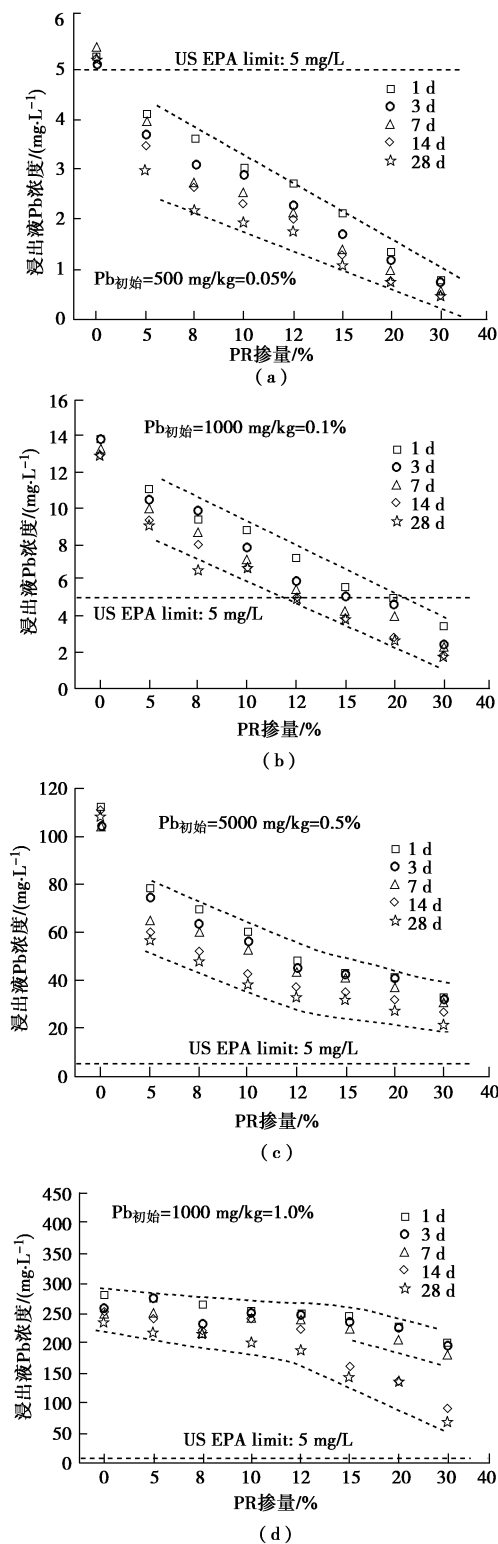 6
5
4
3
2
1
0
浸出液Pb浓度/(mg·L⁻¹)
US EPA limit: 5 mg/L
1 d
3 d
7 d
14 d
28 d
Pb初始=500 mg/kg=0.05%
0 5 8 10 12 15 20 30 40
PR掺量/%
(a)
16
14
12
10
8
6
4
2
0
浸出液Pb浓度/(mg·L⁻¹)
Pb初始=1000 mg/kg=0.1%
1 d
3 d
7 d
14 d
28 d
US EPA limit: 5 mg/L
0 5 8 10 12 15 20 30 40
PR掺量/%
(b)
120
100
80
60
40
20
0
浸出液Pb浓度/(mg·L⁻¹)
Pb初始=5000 mg/kg=0.5%
1 d
3 d
7 d
14 d
28 d
US EPA limit: 5 mg/L
0 5 8 10 12 15 20 30 40
PR掺量/%
(c)
450
400
350
300
250
200
150
100
50
0
浸出液Pb浓度/(mg·L⁻¹)
Pb初始=1000 mg/kg=1.0%
1 d
3 d
7 d
14 d
28 d
US EPA limit: 5 mg/L
0 5 8 10 12 15 20 30 40
PR掺量/%
(d)